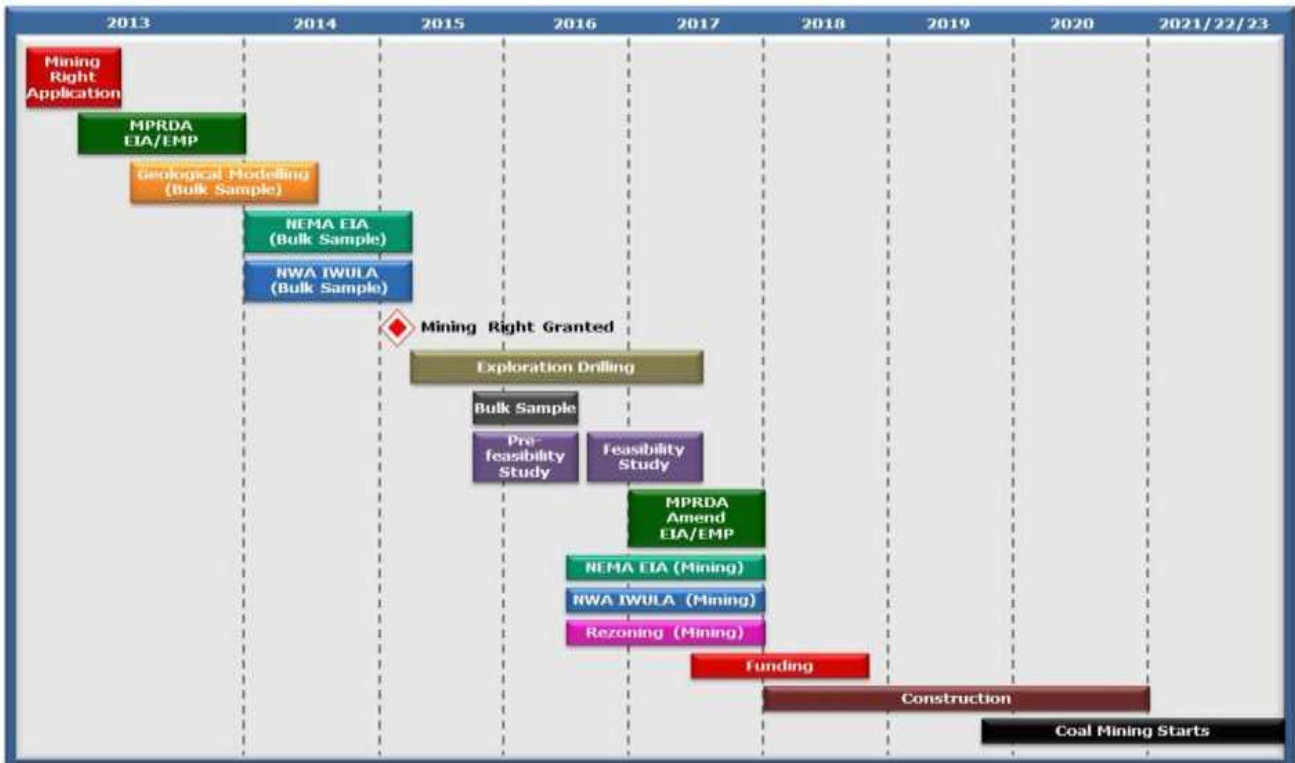 2013 2014 2015 2016 2017 2018 2019 2020 2021/22/23
Mining
Right
Application
MPRDA
EIA/EMP
Geological Modelling
(Bulk Sample)
NEMA EIA
(Bulk Sample)
NWA IWULA
(Bulk Sample)
Mining Right Granted
Exploration Drilling
Bulk Sample
Pre-
feasibility
Study
Feasibility
Study
MPRDA
Amend
EIA/EMP
NEMA EIA (Mining)
NWA IWULA (Mining)
Rezoning (Mining)
Funding
Construction
Coal Mining Starts